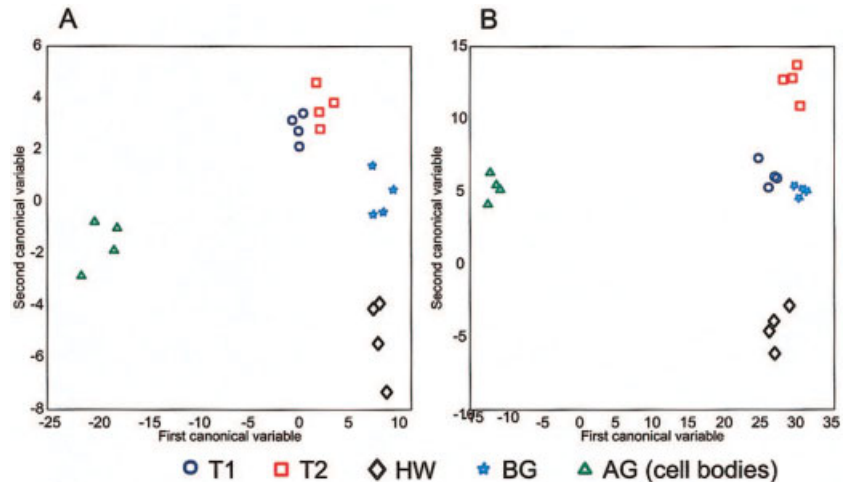 A
B
6
4
2
0
-2
-4
-6
-8
Second canonical variable
-25 -20 -15 -10 -5 0 5 10
First canonical variable
15
10
5
0
-5
-15
Second canonical variable
-15 -10 -5 0 5 10 15 20 25 30 35
First canonical variable
T1 T2 HW BG AG (cell bodies)